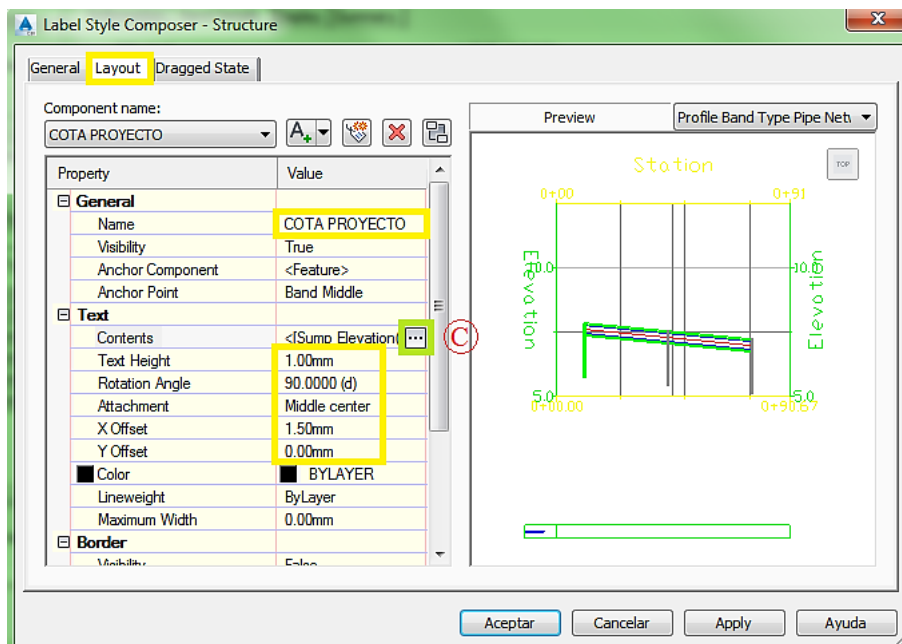 Label Style Composer - Structure
General Layout Dragged State
Component name:
COTA PROYECTO
Preview
Profile Band Type Pipe Netv
Property Value
General
Name COTA PROYECTO
Visibility True
Anchor Component <Feature>
Anchor Point Band Middle
Text
Contents <[Sump Elevation( ... C
Text Height 1.00mm
Rotation Angle 90.0000 (d)
Attachment Middle center
X Offset 1.50mm
Y Offset 0.00mm
Color BYLAYER
Lineweight ByLayer
Maximum Width 0.00mm
Border
Visibility False
Station
TOP
0+00 0+91
Elevation
Elevation
10.0
5.0 5.0
0+00.00 0+90.67
Aceptar Cancelar Apply Ayuda